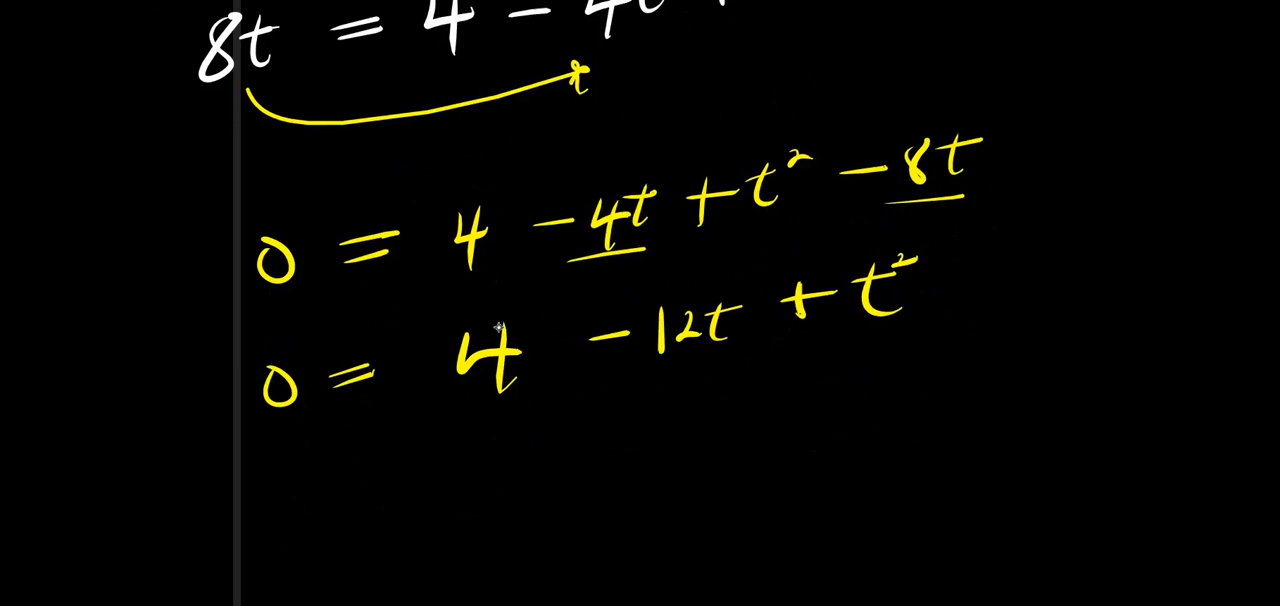 8t = 4 - 4t
0 = 4 - 4t + t² - 8t
0 = 4 - 12t + t²